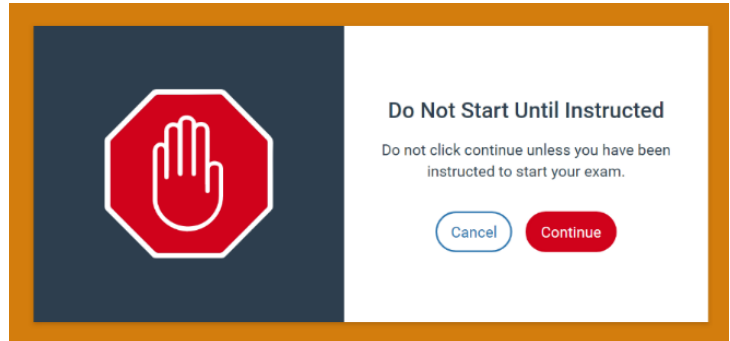 Do Not Start Until Instructed
Do not click continue unless you have been
instructed to start your exam.
Cancel Continue